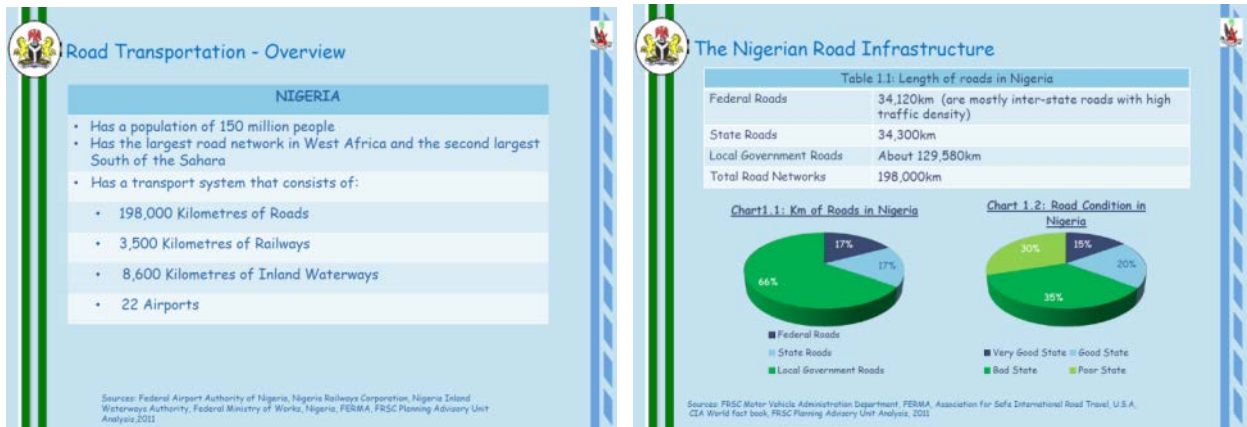 Road Transportation - Overview
NIGERIA
• Has a population of 150 million people
• Has the largest road network in West Africa and the second largest
South of the Sahara
• Has a transport system that consists of:
• 198,000 Kilometres of Roads
• 3,500 Kilometres of Railways
• 8,600 Kilometres of Inland Waterways
• 22 Airports
Sources: Federal Airport Authority of Nigeria, Nigeria Railways Corporation, Nigeria Inland
Waterways Authority, Federal Ministry of Works, Nigeria, FERMA, FRSC Planning Advisory Unit
Analysis,2011
The Nigerian Road Infrastructure
Table 1.1: Length of roads in Nigeria
Federal Roads 34,120km (are mostly inter-state roads with high
traffic density)
State Roads 34,300km
Local Government Roads About 129,580km
Total Road Networks 198,000km
Chart1.1: Km of Roads in Nigeria
17%
17%
66%
Federal Roads
State Roads
Local Government Roads
Chart 1.2: Road Condition in
Nigeria
30%
15%
20%
35%
Very Good State Good State
Bad State Poor State
Sources: FRSC Motor Vehicle Administration Department, FERMA, Association for Safe International Road Travel, U.S.A,
CIA World fact book, FRSC Planning Advisory Unit Analysis, 2011